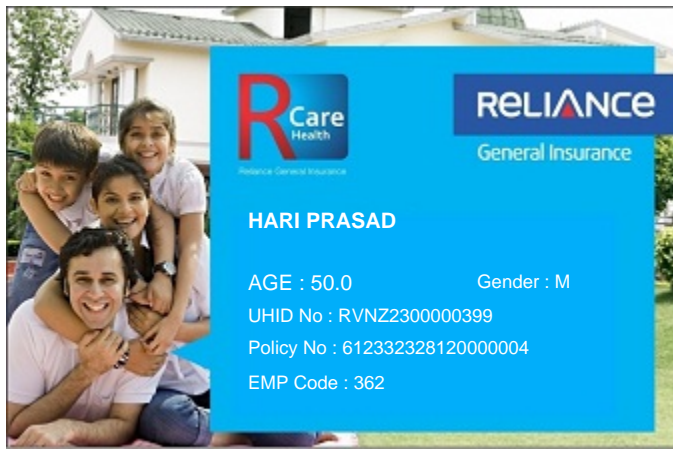 R Care
Health
Reliance General Insurance
RELIANCE
General Insurance
HARI PRASAD
AGE : 50.0 Gender : M
UHID No : RVNZ2300000399
Policy No : 612332328120000004
EMP Code : 362